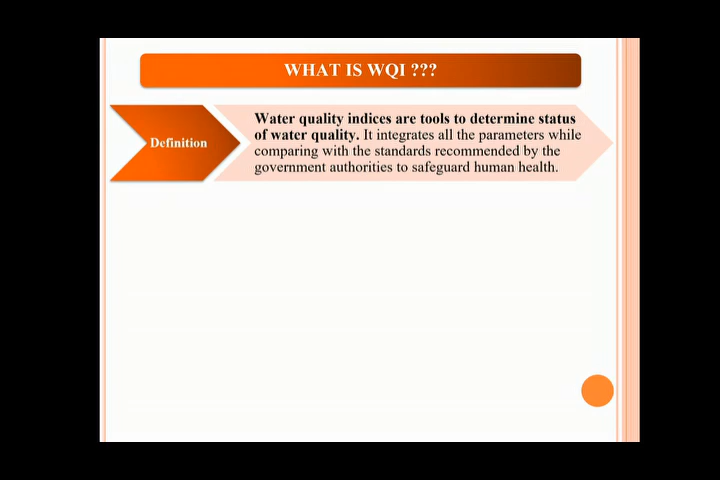 WHAT IS WQI ???
Definition
Water quality indices are tools to determine status
of water quality. It integrates all the parameters while
comparing with the standards recommended by the
government authorities to safeguard human health.